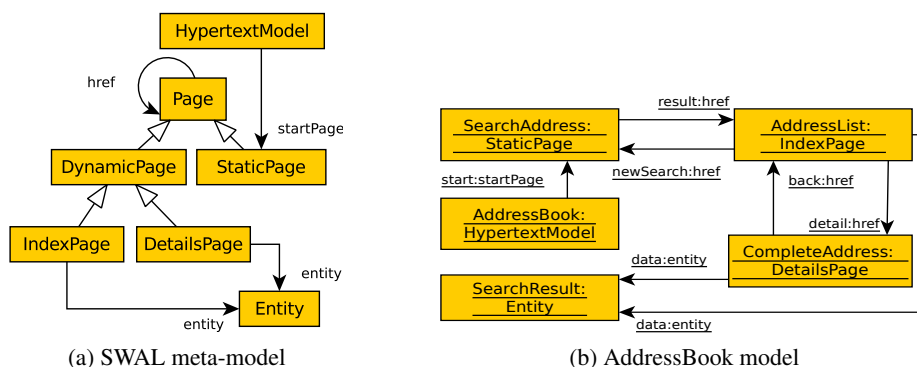 HypertextModel
href
Page
startPage
DynamicPage
StaticPage
IndexPage
DetailsPage
entity
Entity
entity
(a) SWAL meta-model
result:href
SearchAddress:
StaticPage
AddressList:
IndexPage
start:startPage
newSearch:href
back:href
AddressBook:
HypertextModel
detail:href
CompleteAddress:
DetailsPage
data:entity
SearchResult:
Entity
data:entity
(b) AddressBook model